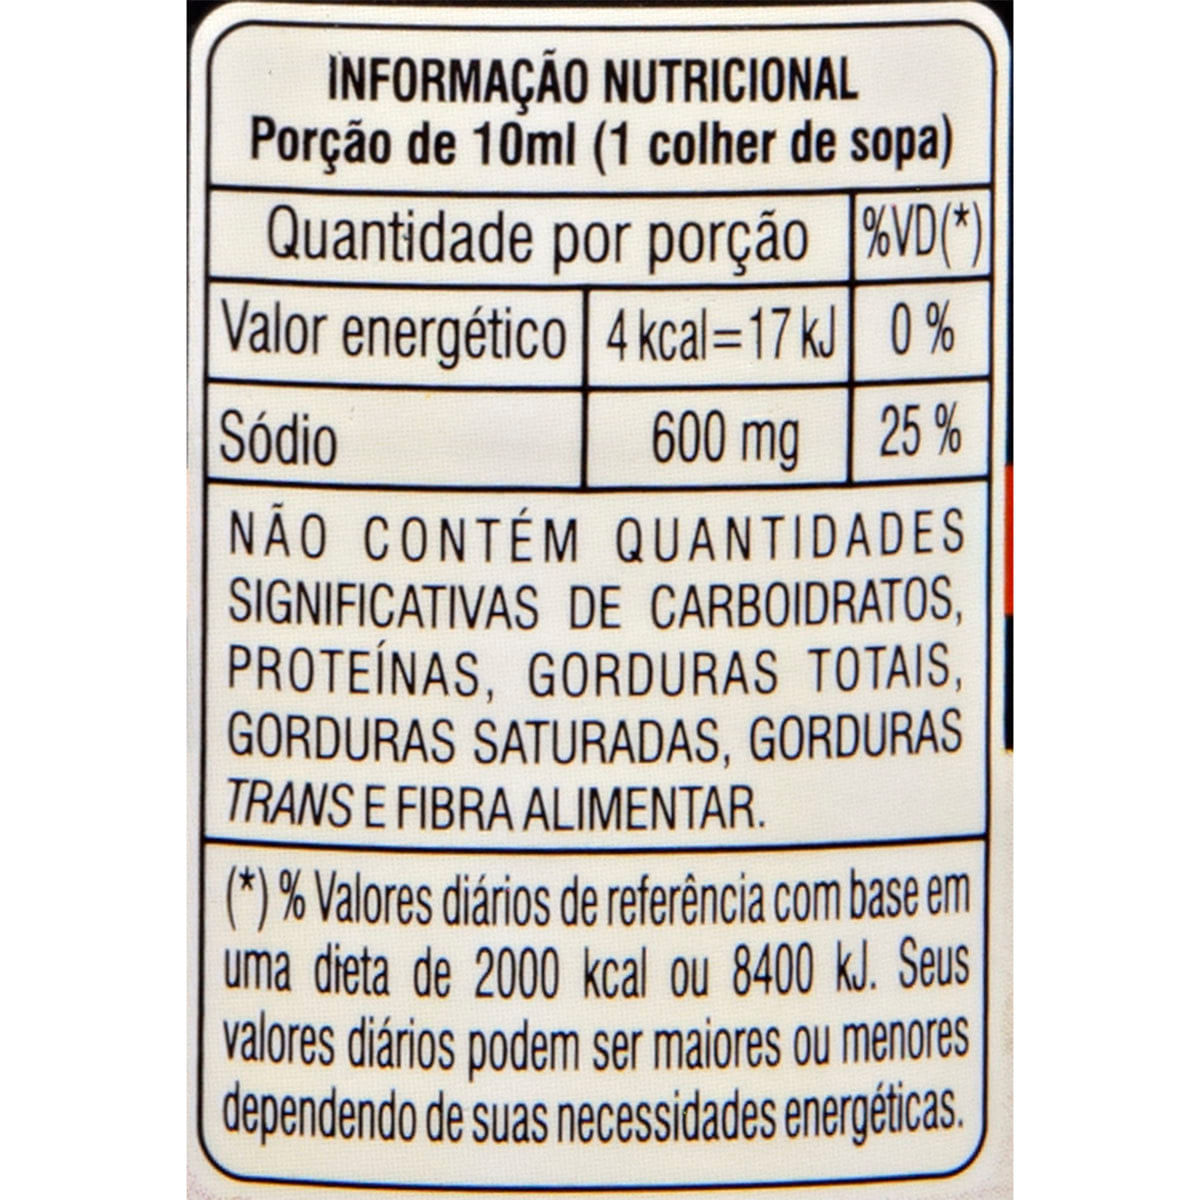 INFORMAÇÃO NUTRICIONAL
Porção de 10ml (1 colher de sopa)
Quantidade por porção %VD(*)
Valor energético 4 kcal=17 kJ 0 %
Sódio 600 mg 25 %
NÃO CONTÉM QUANTIDADES
SIGNIFICATIVAS DE CARBOIDRATOS,
PROTEÍNAS, GORDURAS TOTAIS,
GORDURAS SATURADAS, GORDURAS
TRANS E FIBRA ALIMENTAR.
(*) % Valores diários de referência com base em
uma dieta de 2000 kcal ou 8400 kJ. Seus
valores diários podem ser maiores ou menores
dependendo de suas necessidades energéticas.